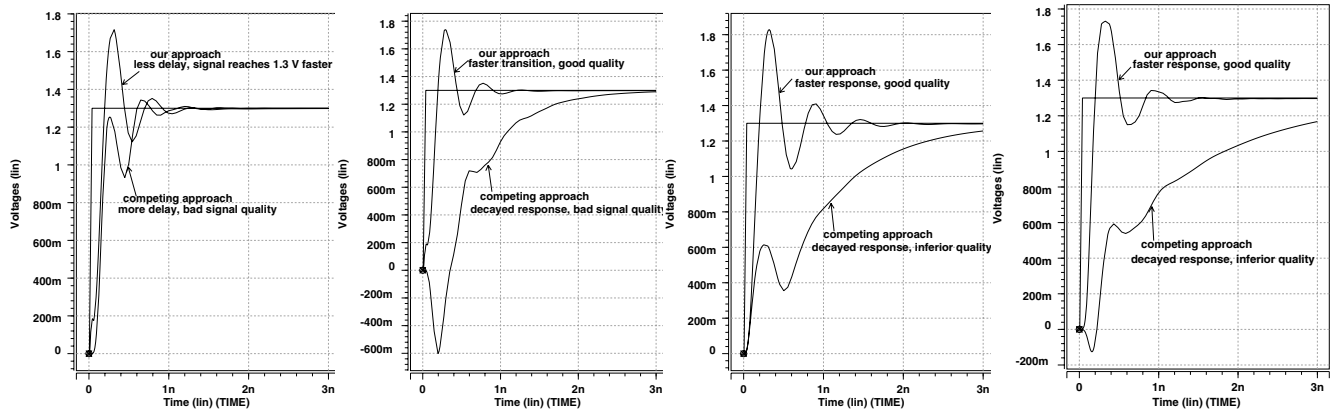 1.8
1.6
1.4
1.2
1
800m
600m
400m
200m
0
Voltages (lin)
our approach
less delay, signal reaches 1.3 V faster
competing approach
more delay, bad signal quality
0
1n
2n
3n
Time (lin) (TIME)
1.8
1.6
1.4
1.2
1
800m
600m
400m
200m
0
-200m
-400m
-600m
Voltages (lin)
our approach
faster transition, good quality
competing approach
decayed response, bad signal quality
0
1n
2n
3n
Time (lin) (TIME)
1.8
1.6
1.4
1.2
1
800m
600m
400m
200m
0
Voltages (lin)
our approach
faster response, good quality
competing approach
decayed response, inferior quality
0
1n
2n
3n
Time (lin) (TIME)
1.8
1.6
1.4
1.2
1
800m
600m
400m
200m
0
-200m
Voltages (lin)
our approach
faster response, good quality
competing approach
decayed response, inferior quality
0
1n
2n
3n
Time (lin) (TIME)